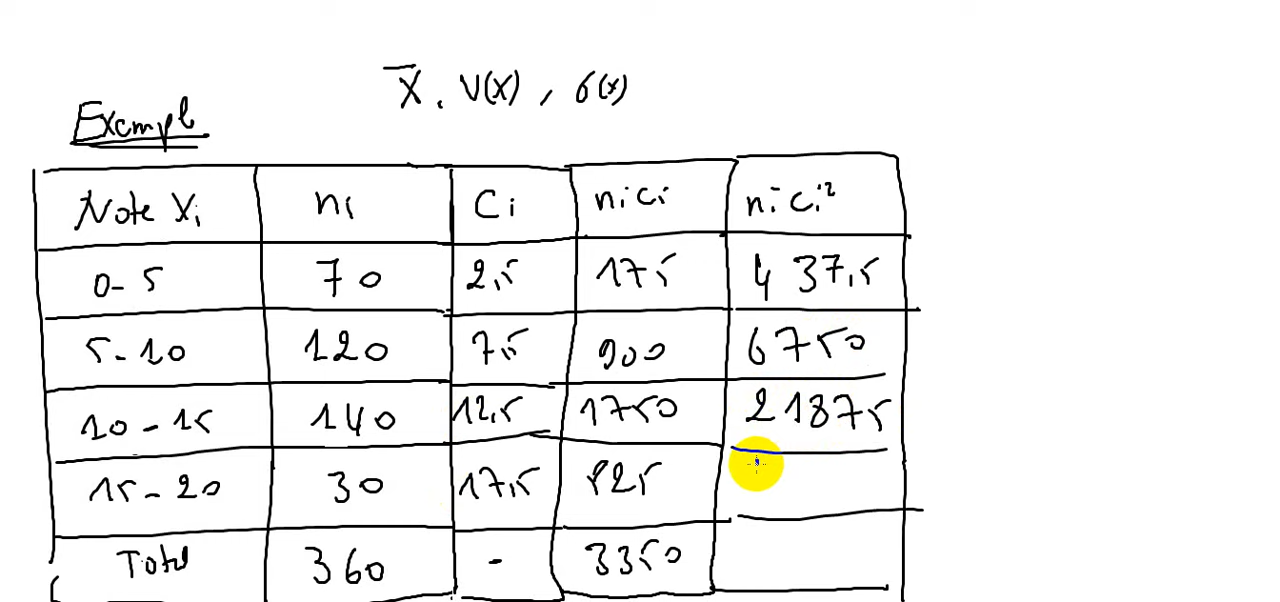 X̄, V(X), б(x)
Exempl
Note Xi ni Ci nici nici²
0-5 70 2,5 175 437,5
5-10 120 7,5 900 6750
10-15 140 12,5 1750 21875
15-20 30 17,5 525
Total 360 - 3350